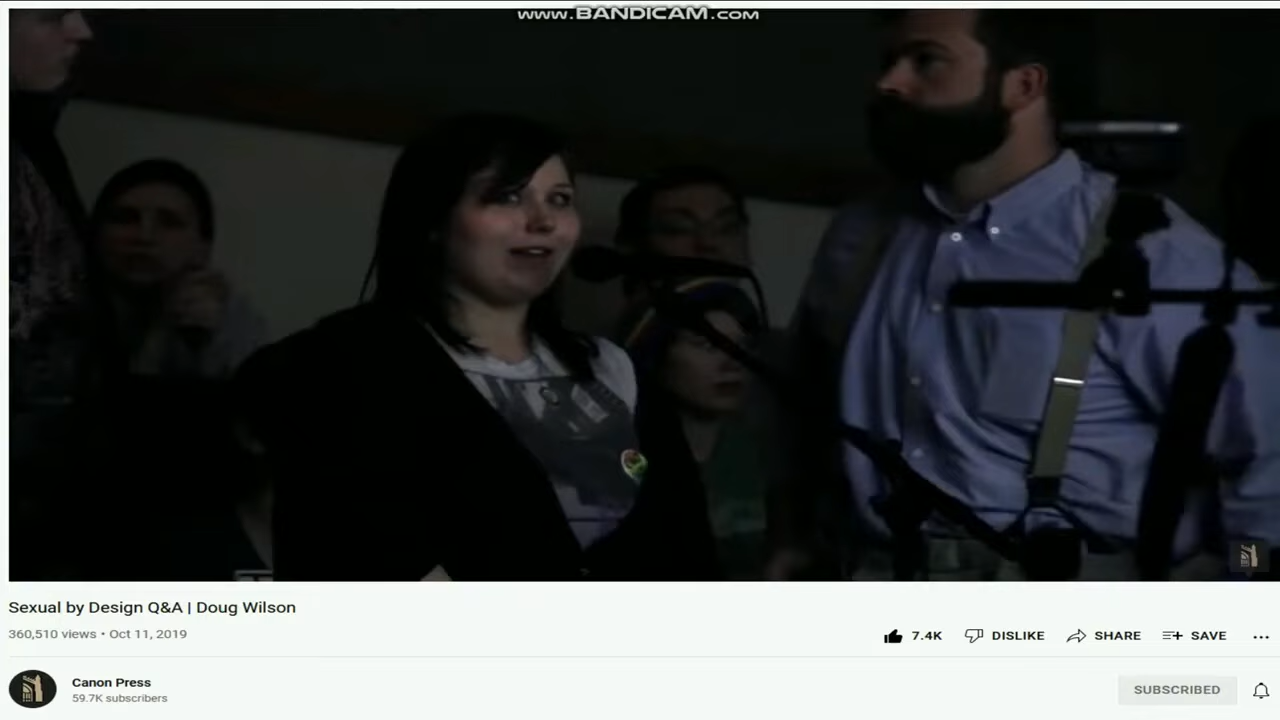 www.BANDICAM.com
Sexual by Design Q&A | Doug Wilson
360,510 views • Oct 11, 2019
7.4K
DISLIKE
SHARE
SAVE
Canon Press
59.7K subscribers
SUBSCRIBED